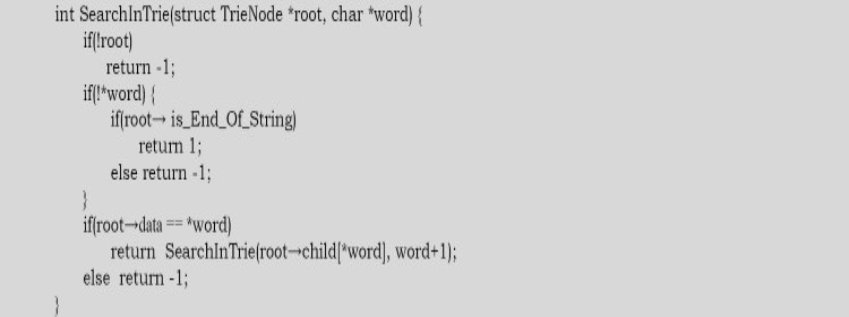 int SearchInTrie(struct TrieNode *root, char *word) {
if(!root)
return -1;
if(!*word) {
if(root→ is_End_Of_String)
return 1;
else return -1;
}
if(root→data == *word)
return SearchInTrie(root→child[*word], word+1);
else return -1;
}